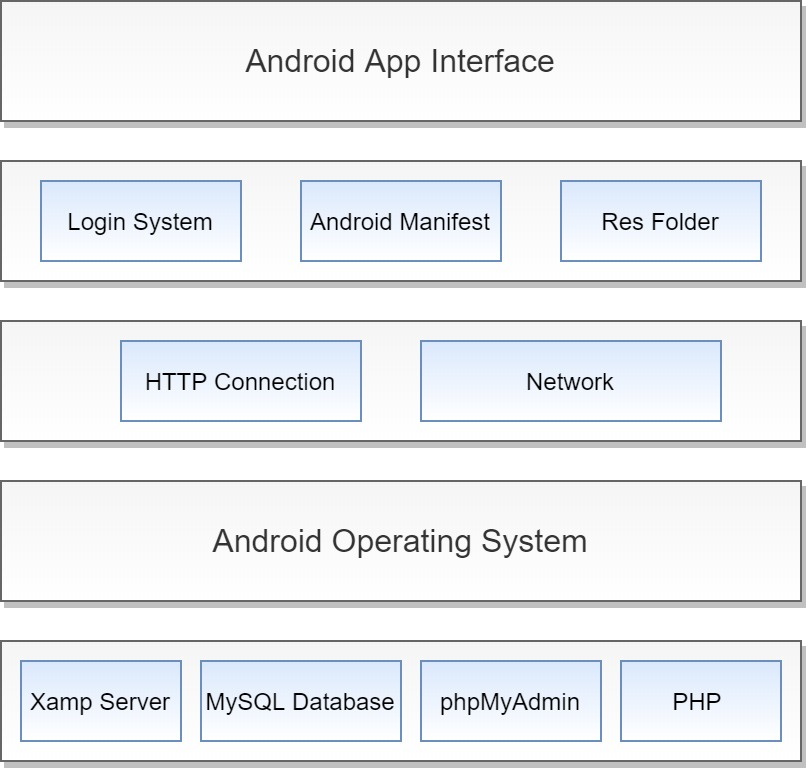 Android App Interface
Login System
Android Manifest
Res Folder
HTTP Connection
Network
Android Operating System
Xamp Server
MySQL Database
phpMyAdmin
PHP